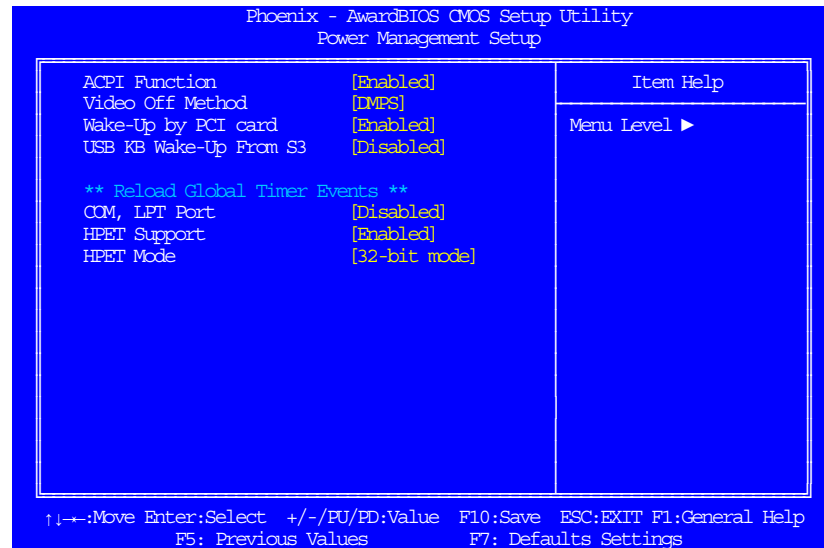 Phoenix - AwardBIOS CMOS Setup Utility
Power Management Setup
ACPI Function [Enabled]
Video Off Method [DMPS]
Wake-Up by PCI card [Enabled]
USB KB Wake-Up From S3 [Disabled]
** Reload Global Timer Events **
COM, LPT Port [Disabled]
HPET Support [Enabled]
HPET Mode [32-bit mode]
Item Help
Menu Level ►
↑↓→←:Move Enter:Select +/-/PU/PD:Value F10:Save ESC:EXIT F1:General Help
F5: Previous Values F7: Defaults Settings